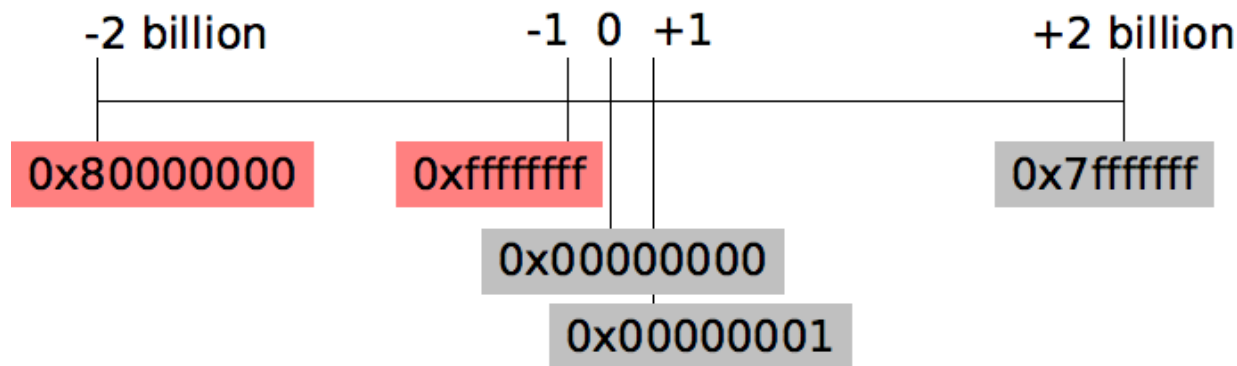 -2 billion -1 0 +1 +2 billion
0x80000000 0xffffffff 0x7fffffff
0x00000000
0x00000001